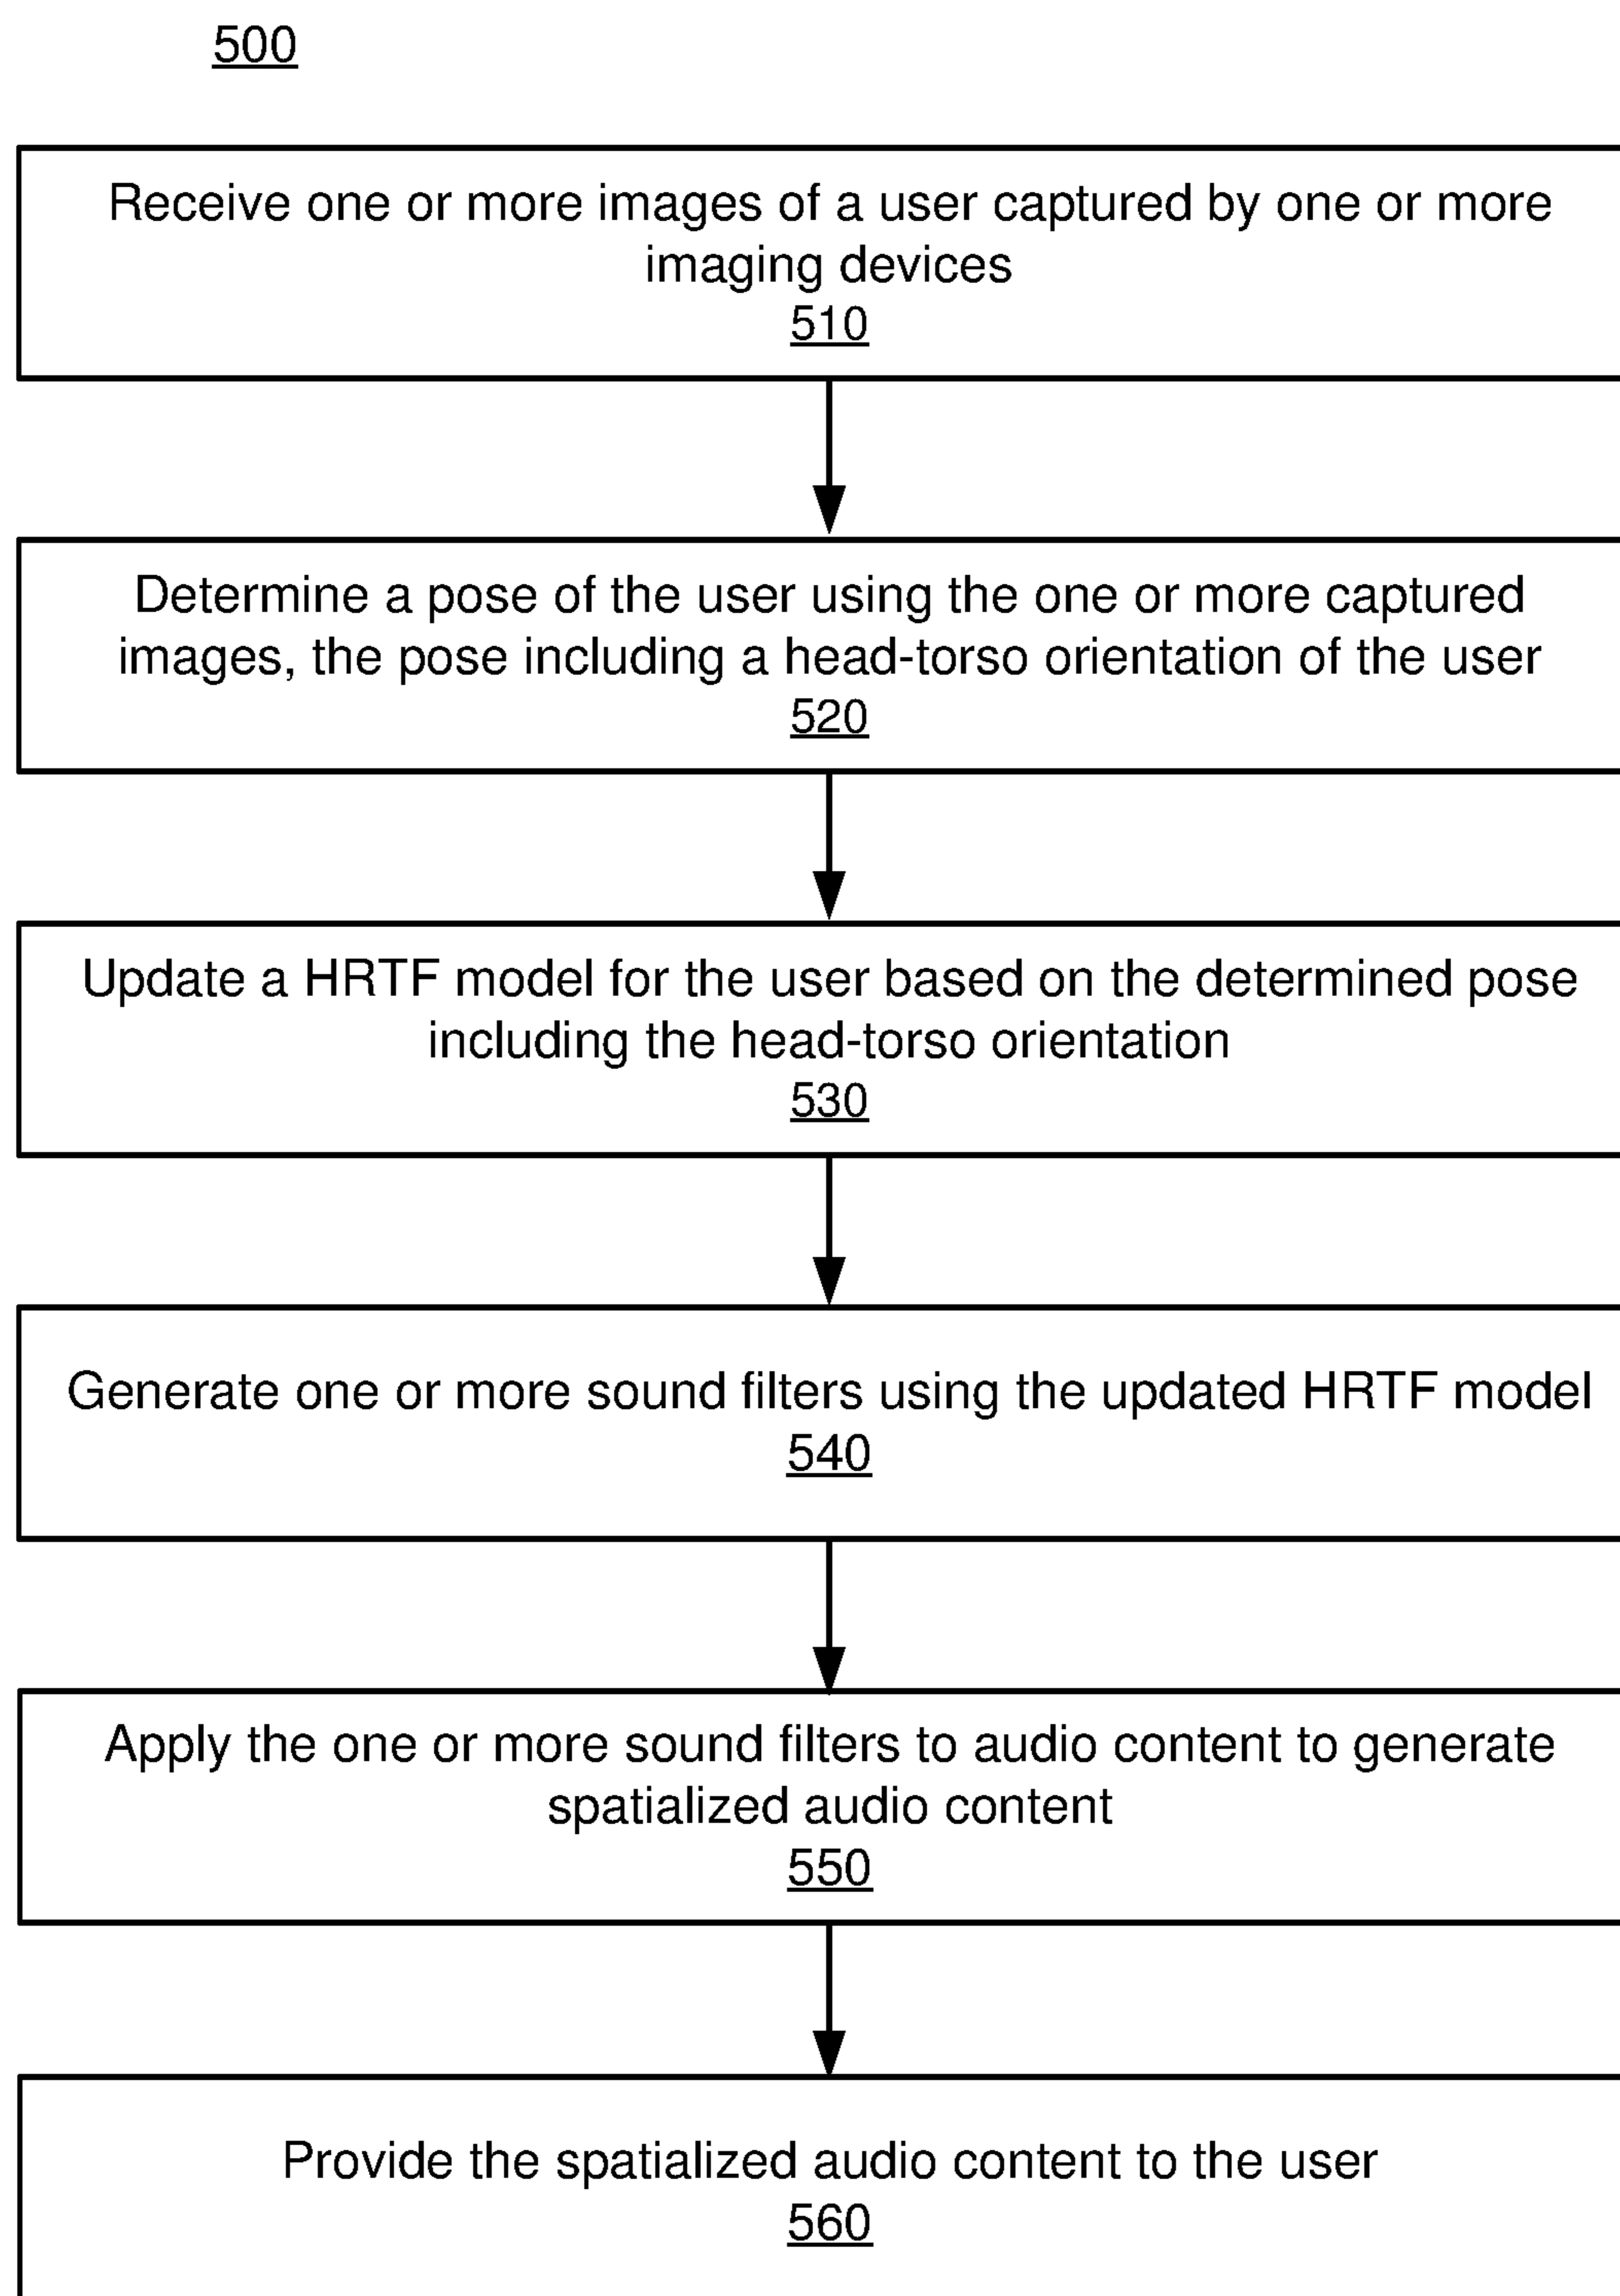 500
Receive one or more images of a user captured by one or more
imaging devices
510
Determine a pose of the user using the one or more captured
images, the pose including a head-torso orientation of the user
520
Update a HRTF model for the user based on the determined pose
including the head-torso orientation
530
Generate one or more sound filters using the updated HRTF model
540
Apply the one or more sound filters to audio content to generate
spatialized audio content
550
Provide the spatialized audio content to the user
560